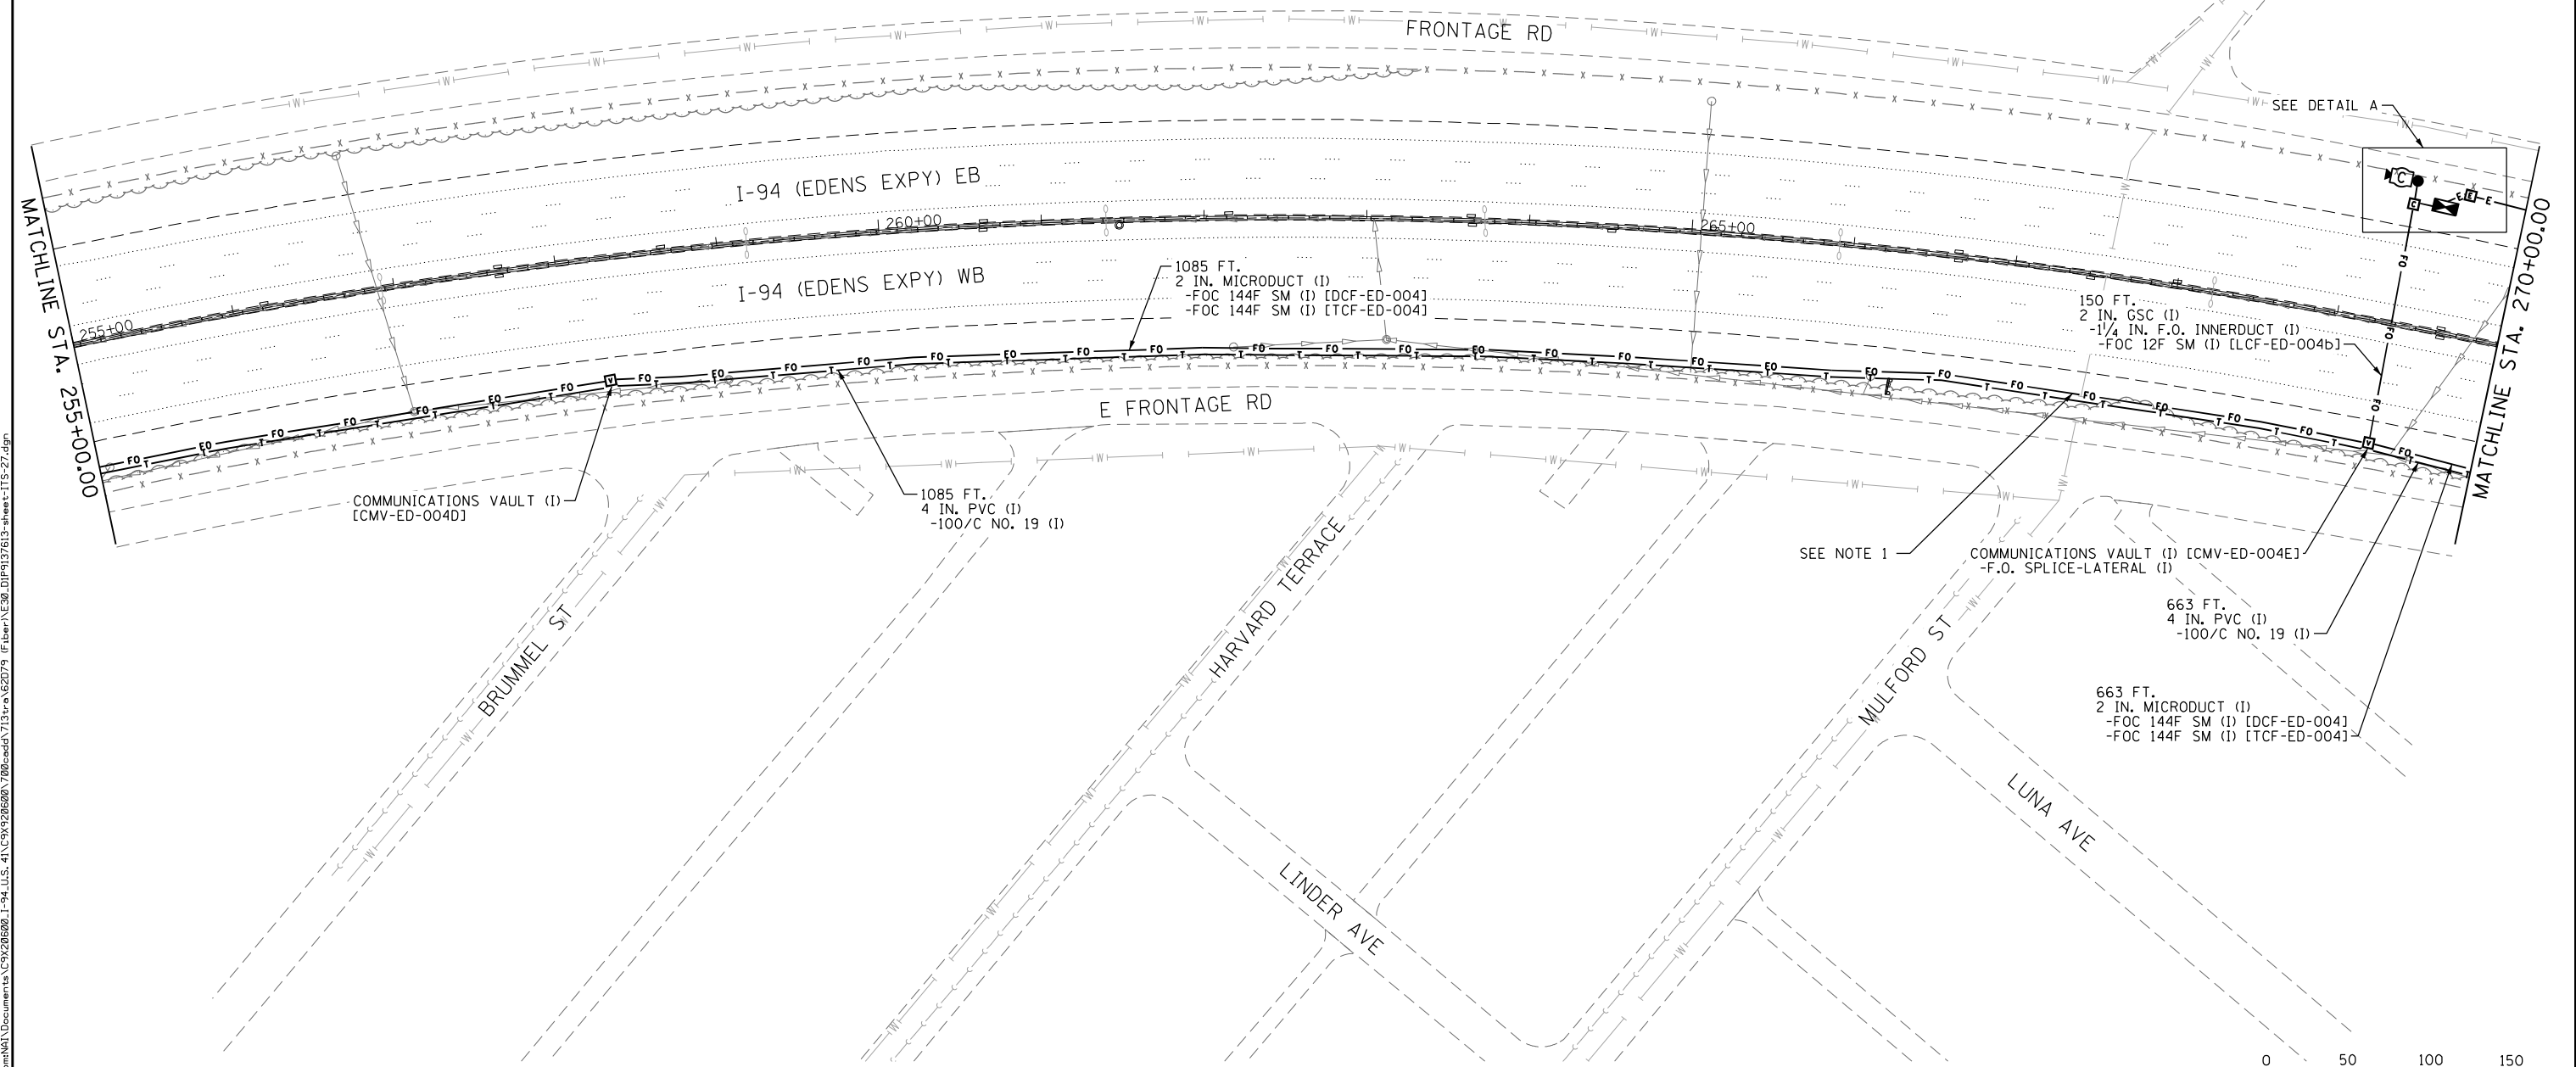 FRONTAGE RD
SEE DETAIL A
I-94 (EDENS EXPY) EB
260+00
265+00
MATCHLINE STA. 255+00.00
255+00
I-94 (EDENS EXPY) WB
1085 FT.
2 IN. MICRODUCT (I)
-FOC 144F SM (I) [DCF-ED-004]
-FOC 144F SM (I) [TCF-ED-004]
150 FT.
2 IN. GSC (I)
-1¼ IN. F.O. INNERDUCT (I)
-FOC 12F SM (I) [LCF-ED-004b]
MATCHLINE STA. 270+00.00
E FRONTAGE RD
COMMUNICATIONS VAULT (I)
[CMV-ED-004D]
1085 FT.
4 IN. PVC (I)
-100/C NO. 19 (I)
SEE NOTE 1
COMMUNICATIONS VAULT (I) [CMV-ED-004E]
-F.O. SPLICE-LATERAL (I)
663 FT.
4 IN. PVC (I)
-100/C NO. 19 (I)
663 FT.
2 IN. MICRODUCT (I)
-FOC 144F SM (I) [DCF-ED-004]
-FOC 144F SM (I) [TCF-ED-004]
BRUMMEL ST
HARVARD TERRACE
MULFORD ST
LINDER AVE
LUNA AVE
0 50 100 150